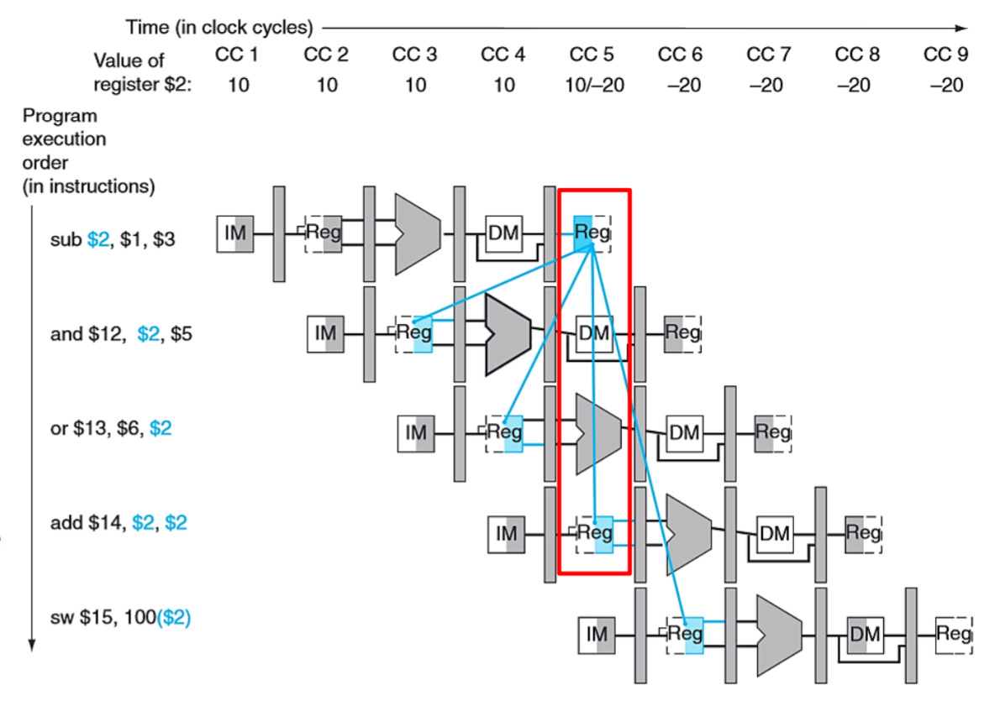 Time (in clock cycles)
Value of register $2:
CC 1 CC 2 CC 3 CC 4 CC 5 CC 6 CC 7 CC 8 CC 9
10 10 10 10 10/–20 –20 –20 –20 –20
Program
execution
order
(in instructions)
sub $2, $1, $3
IM Reg DM Reg
and $12, $2, $5
IM Reg DM Reg
or $13, $6, $2
IM Reg DM Reg
add $14, $2, $2
IM Reg DM Reg
sw $15, 100($2)
IM Reg DM Reg